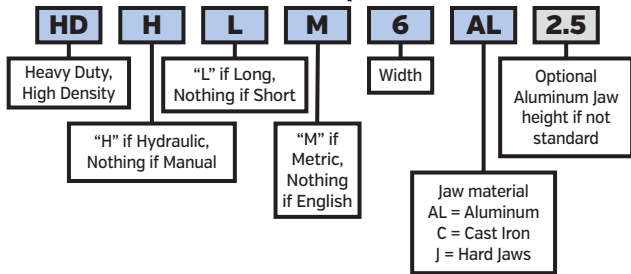 HD H L M 6 AL 2.5
Heavy Duty,
High Density
“L” if Long,
Nothing if Short
Width
Optional
Aluminum Jaw
height if not
standard
“H” if Hydraulic,
Nothing if Manual
“M” if
Metric,
Nothing
if English
Jaw material
AL = Aluminum
C = Cast Iron
J = Hard Jaws